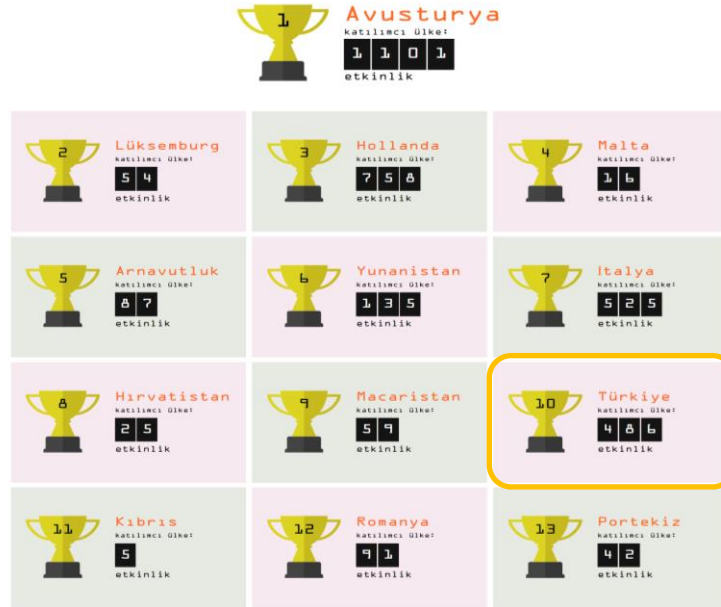 1
Avusturya
katılımcı ülke:
1101
etkinlik
2
Lüksemburg
katılımcı ülke:
54
etkinlik
3
Hollanda
katılımcı ülke:
758
etkinlik
4
Malta
katılımcı ülke:
16
etkinlik
5
Arnavutluk
katılımcı ülke:
87
etkinlik
6
Yunanistan
katılımcı ülke:
135
etkinlik
7
Italya
katılımcı ülke:
525
etkinlik
8
Hırvatistan
katılımcı ülke:
25
etkinlik
9
Macaristan
katılımcı ülke:
59
etkinlik
10
Türkiye
katılımcı ülke:
486
etkinlik
11
Kıbrıs
katılımcı ülke:
5
etkinlik
12
Romanya
katılımcı ülke:
91
etkinlik
13
Portekiz
katılımcı ülke:
42
etkinlik